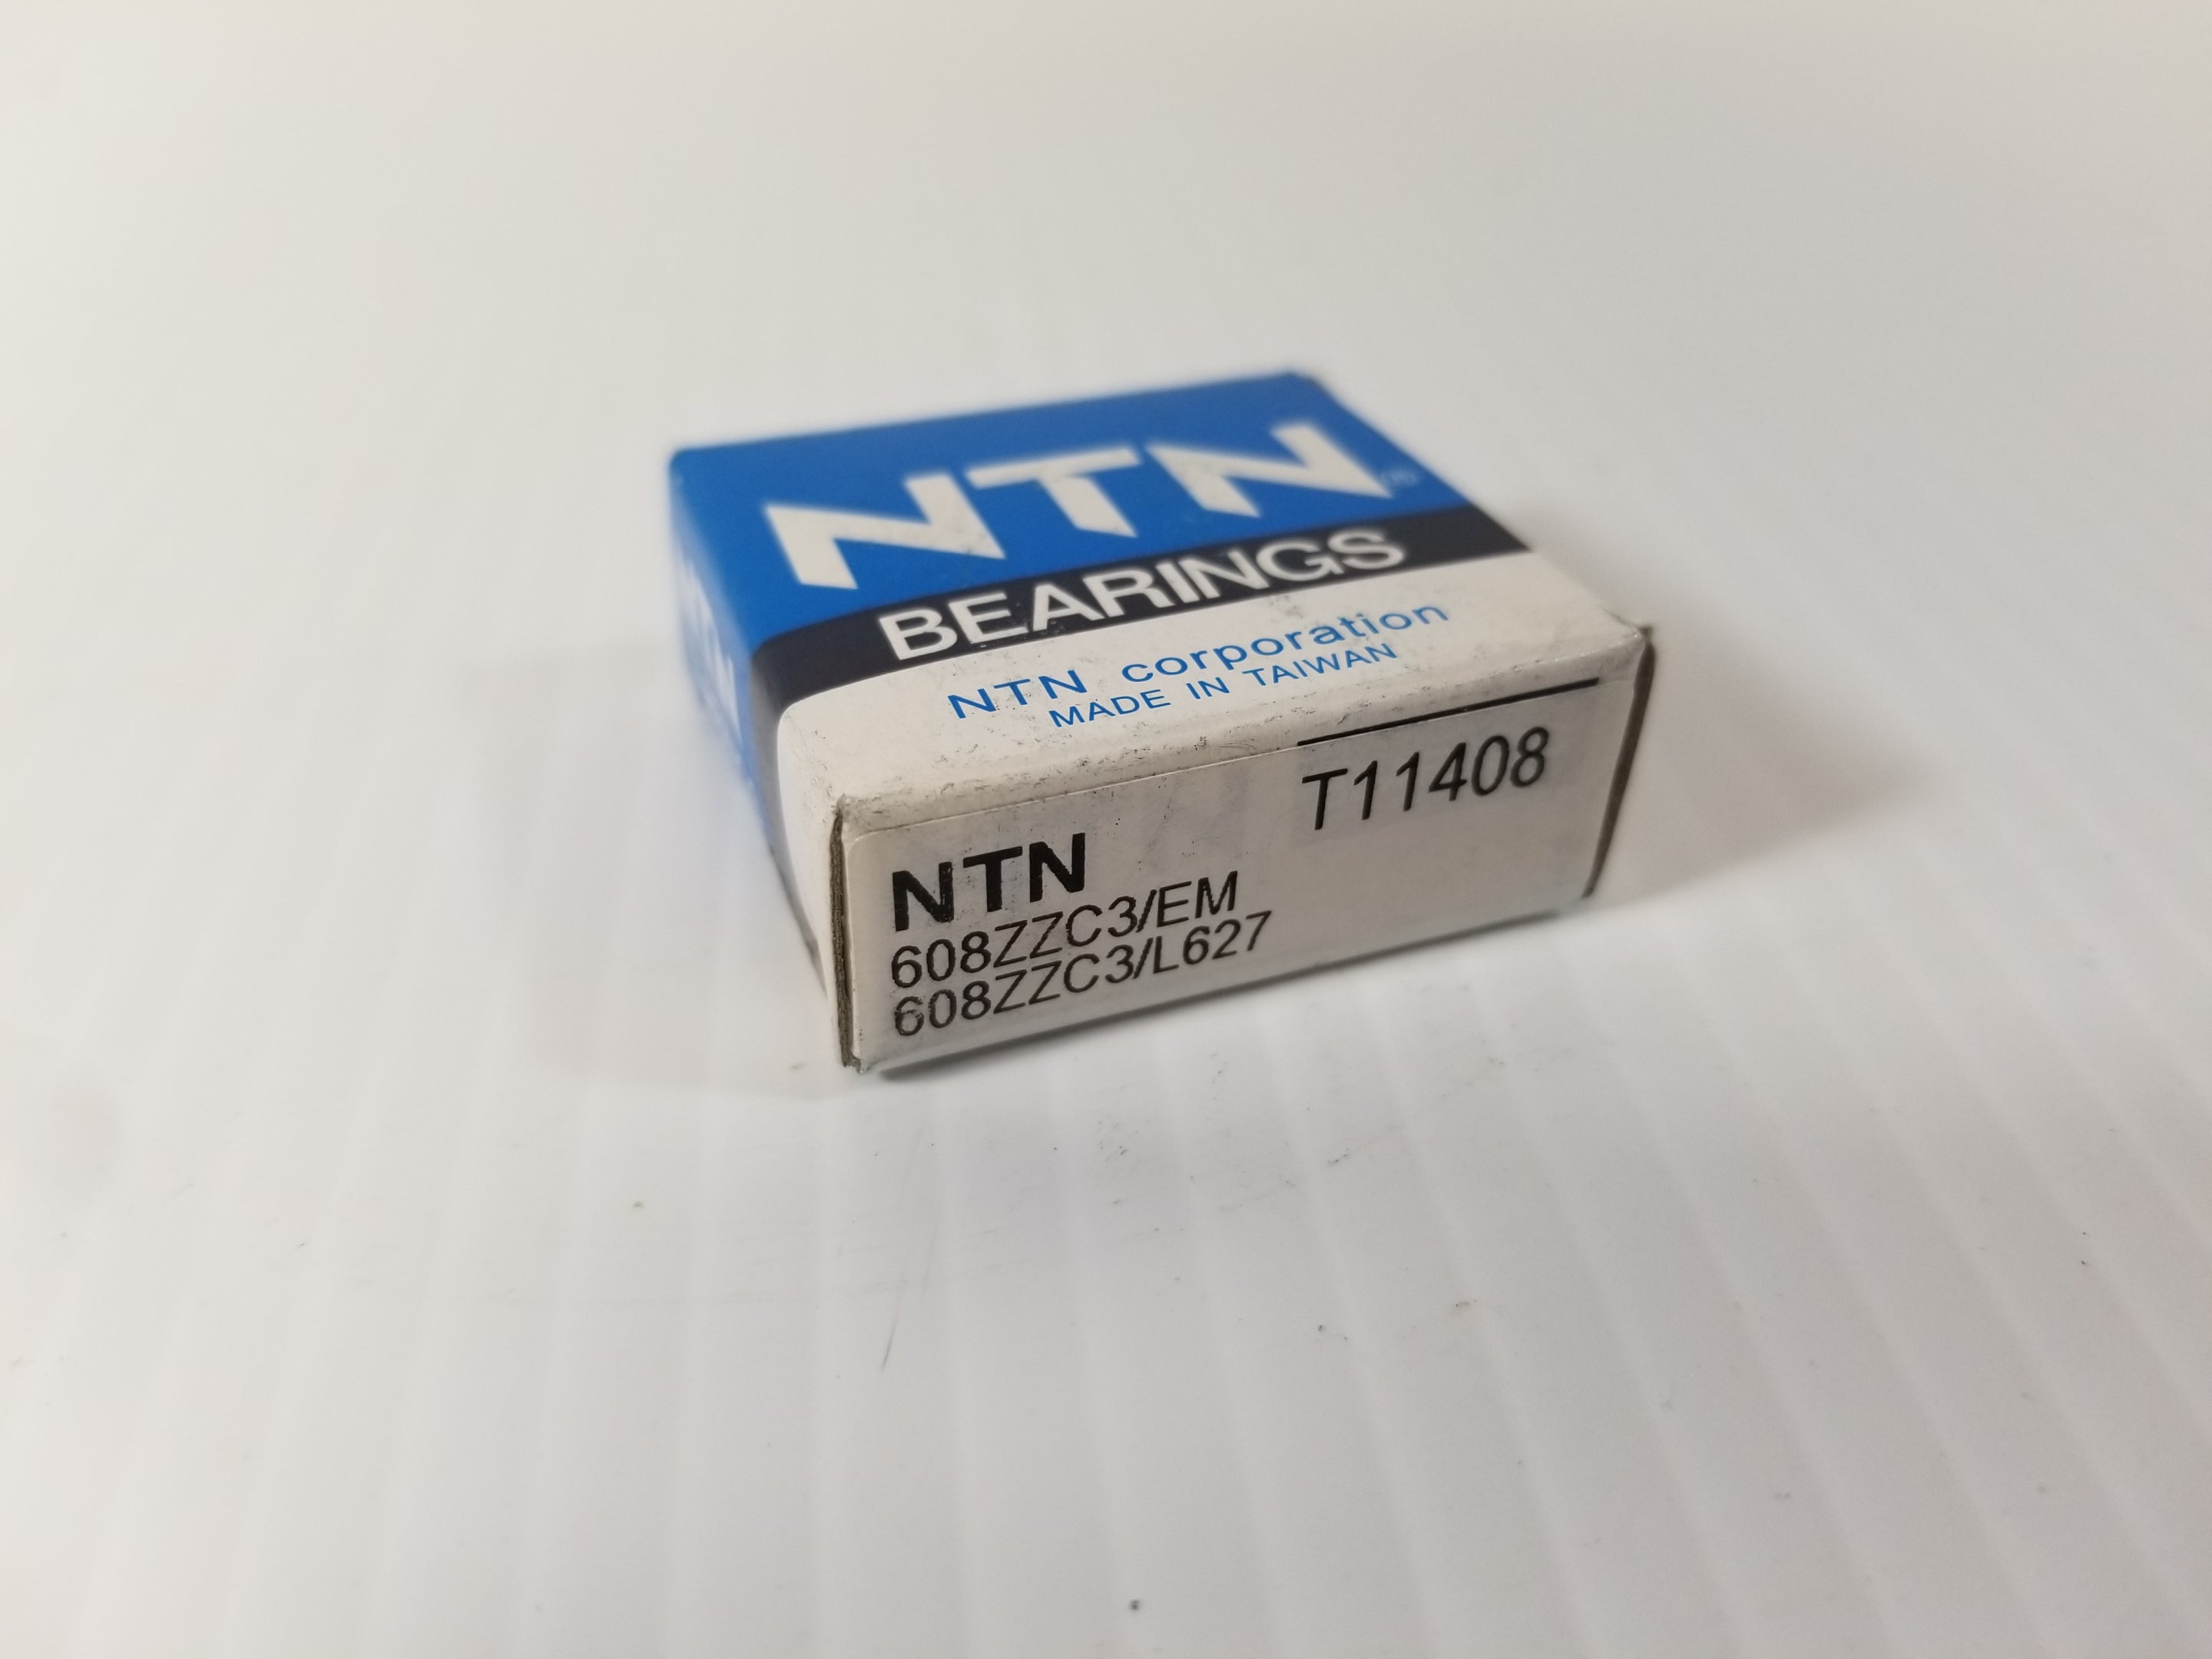 NTN
BEARINGS
NTN corporation
MADE IN TAIWAN
T11408
NTN
608ZZC3/EM
608ZZC3/L627